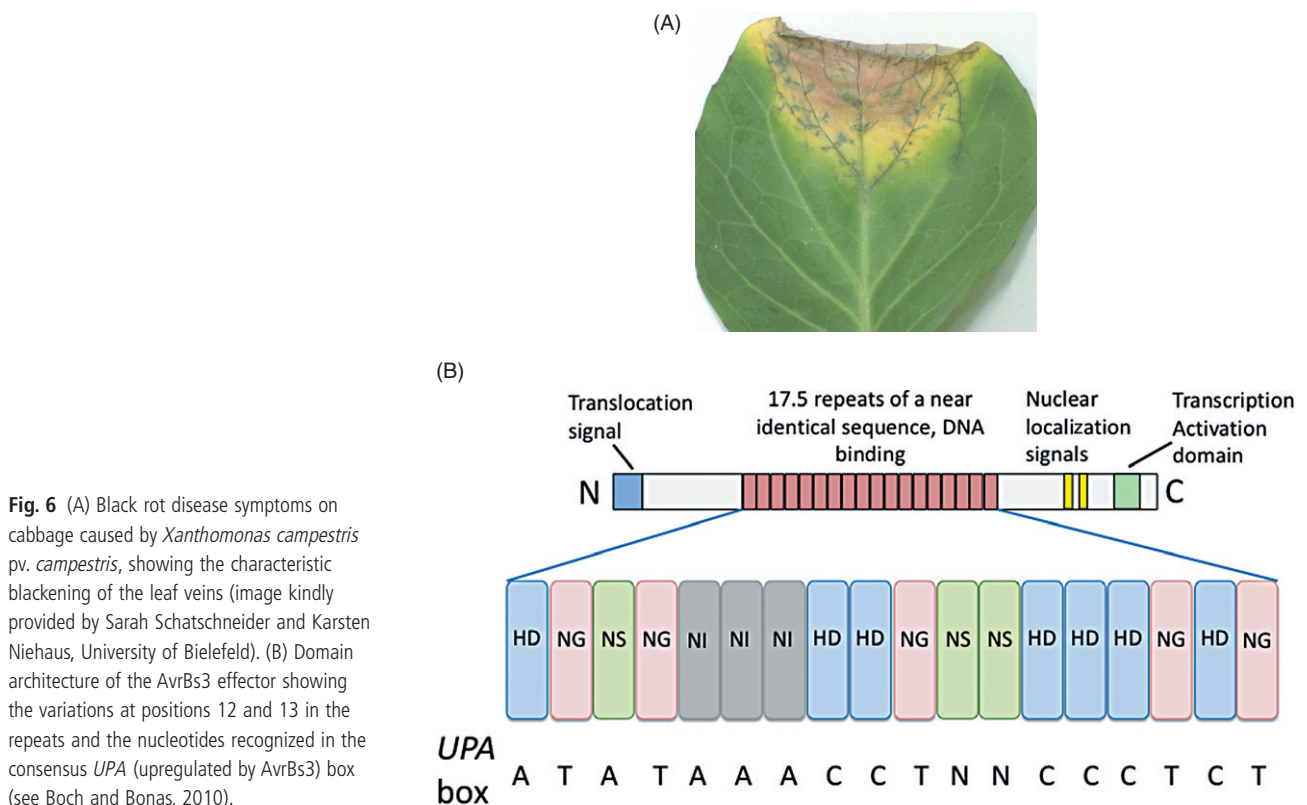 (A)
(B)
Translocation
signal
17.5 repeats of a near
identical sequence, DNA
binding
Nuclear
localization
signals
Transcription
Activation
domain
N
C
HD NG NS NG NI NI NI HD HD NG NS NS HD HD HD NG HD NG
UPA
box
A T A T A A A C C T N N C C C T C T
Fig. 6 (A) Black rot disease symptoms on
cabbage caused by Xanthomonas campestris
pv. campestris, showing the characteristic
blackening of the leaf veins (image kindly
provided by Sarah Schatschneider and Karsten
Niehaus, University of Bielefeld). (B) Domain
architecture of the AvrBs3 effector showing
the variations at positions 12 and 13 in the
repeats and the nucleotides recognized in the
consensus UPA (upregulated by AvrBs3) box
(see Boch and Bonas, 2010).